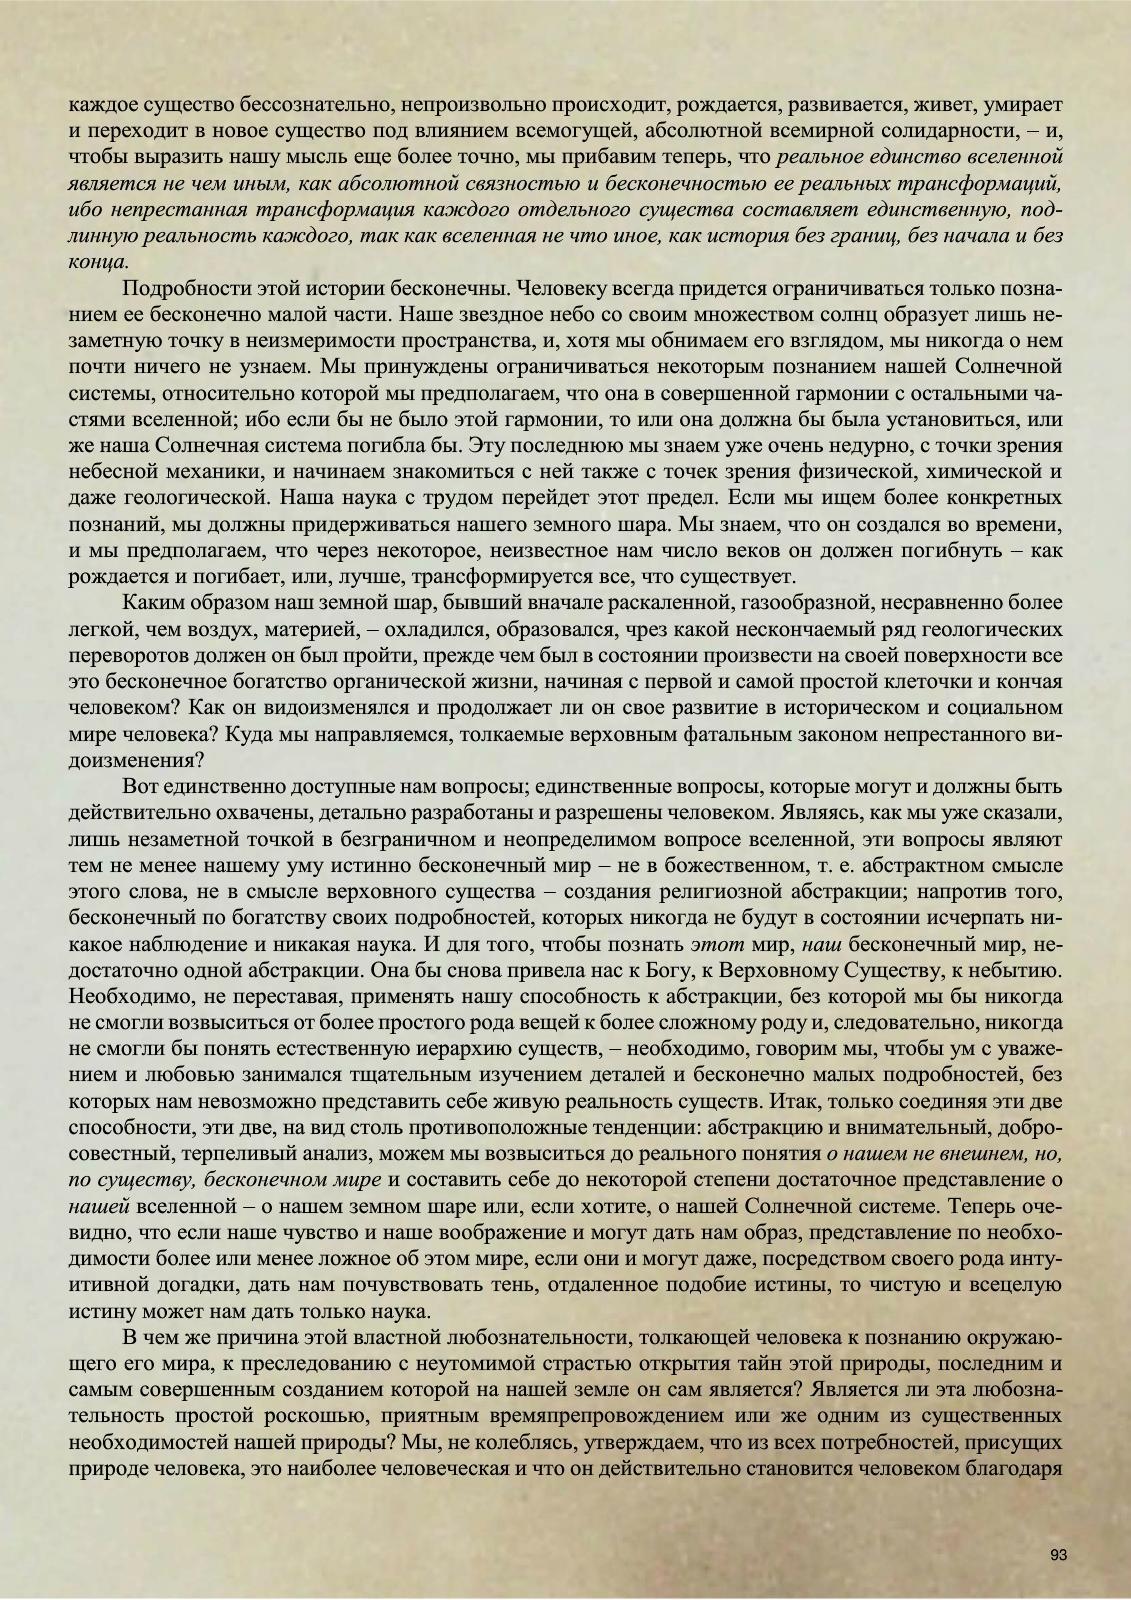 каждое существо бессознательно, непроизвольно происходит, рождается, развивается, живет, умирает
и переходит в новое существо под влиянием всемогущей, абсолютной всемирной солидарности, – и,
чтобы выразить нашу мысль еще более точно, мы прибавим теперь, что реальное единство вселенной
является не чем иным, как абсолютной связностью и бесконечностью ее реальных трансформаций,
ибо непрестанная трансформация каждого отдельного существа составляет единственную, под-
линную реальность каждого, так как вселенная не что иное, как история без границ, без начала и без
конца.
Подробности этой истории бесконечны. Человеку всегда придется ограничиваться только позна-
нием ее бесконечно малой части. Наше звездное небо со своим множеством солнц образует лишь не-
заметную точку в неизмеримости пространства, и, хотя мы обнимаем его взглядом, мы никогда о нем
почти ничего не узнаем. Мы принуждены ограничиваться некоторым познанием нашей Солнечной
системы, относительно которой мы предполагаем, что она в совершенной гармонии с остальными ча-
стями вселенной; ибо если бы не было этой гармонии, то или она должна бы была установиться, или
же наша Солнечная система погибла бы. Эту последнюю мы знаем уже очень недурно, с точки зрения
небесной механики, и начинаем знакомиться с ней также с точек зрения физической, химической и
даже геологической. Наша наука с трудом перейдет этот предел. Если мы ищем более конкретных
познаний, мы должны придерживаться нашего земного шара. Мы знаем, что он создался во времени,
и мы предполагаем, что через некоторое, неизвестное нам число веков он должен погибнуть – как
рождается и погибает, или, лучше, трансформируется все, что существует.
Каким образом наш земной шар, бывший вначале раскаленной, газообразной, несравненно более
легкой, чем воздух, материей, – охладился, образовался, чрез какой нескончаемый ряд геологических
переворотов должен он был пройти, прежде чем был в состоянии произвести на своей поверхности все
это бесконечное богатство органической жизни, начиная с первой и самой простой клеточки и кончая
человеком? Как он видоизменялся и продолжает ли он свое развитие в историческом и социальном
мире человека? Куда мы направляемся, толкаемые верховным фатальным законом непрестанного ви-
доизменения?
Вот единственно доступные нам вопросы; единственные вопросы, которые могут и должны быть
действительно охвачены, детально разработаны и разрешены человеком. Являясь, как мы уже сказали,
лишь незаметной точкой в безграничном и неопределимом вопросе вселенной, эти вопросы являют
тем не менее нашему уму истинно бесконечный мир – не в божественном, т. е. абстрактном смысле
этого слова, не в смысле верховного существа – создания религиозной абстракции; напротив того,
бесконечный по богатству своих подробностей, которых никогда не будут в состоянии исчерпать ни-
какое наблюдение и никакая наука. И для того, чтобы познать этот мир, наш бесконечный мир, не-
достаточно одной абстракции. Она бы снова привела нас к Богу, к Верховному Существу, к небытию.
Необходимо, не переставая, применять нашу способность к абстракции, без которой мы бы никогда
не смогли возвыситься от более простого рода вещей к более сложному роду и, следовательно, никогда
не смогли бы понять естественную иерархию существ, – необходимо, говорим мы, чтобы ум с уваже-
нием и любовью занимался тщательным изучением деталей и бесконечно малых подробностей, без
которых нам невозможно представить себе живую реальность существ. Итак, только соединяя эти две
способности, эти две, на вид столь противоположные тенденции: абстракцию и внимательный, добро-
совестный, терпеливый анализ, можем мы возвыситься до реального понятия о нашем не внешнем, но,
по существу, бесконечном мире и составить себе до некоторой степени достаточное представление о
нашей вселенной – о нашем земном шаре или, если хотите, о нашей Солнечной системе. Теперь оче-
видно, что если наше чувство и наше воображение и могут дать нам образ, представление по необхо-
димости более или менее ложное об этом мире, если они и могут даже, посредством своего рода инту-
итивной догадки, дать нам почувствовать тень, отдаленное подобие истины, то чистую и всецелую
истину может нам дать только наука.
В чем же причина этой властной любознательности, толкающей человека к познанию окружаю-
щего его мира, к преследованию с неутомимой страстью открытия тайн этой природы, последним и
самым совершенным созданием которой на нашей земле он сам является? Является ли эта любозна-
тельность простой роскошью, приятным времяпрепровождением или же одним из существенных
необходимостей нашей природы? Мы, не колеблясь, утверждаем, что из всех потребностей, присущих
природе человека, это наиболее человеческая и что он действительно становится человеком благодаря
93